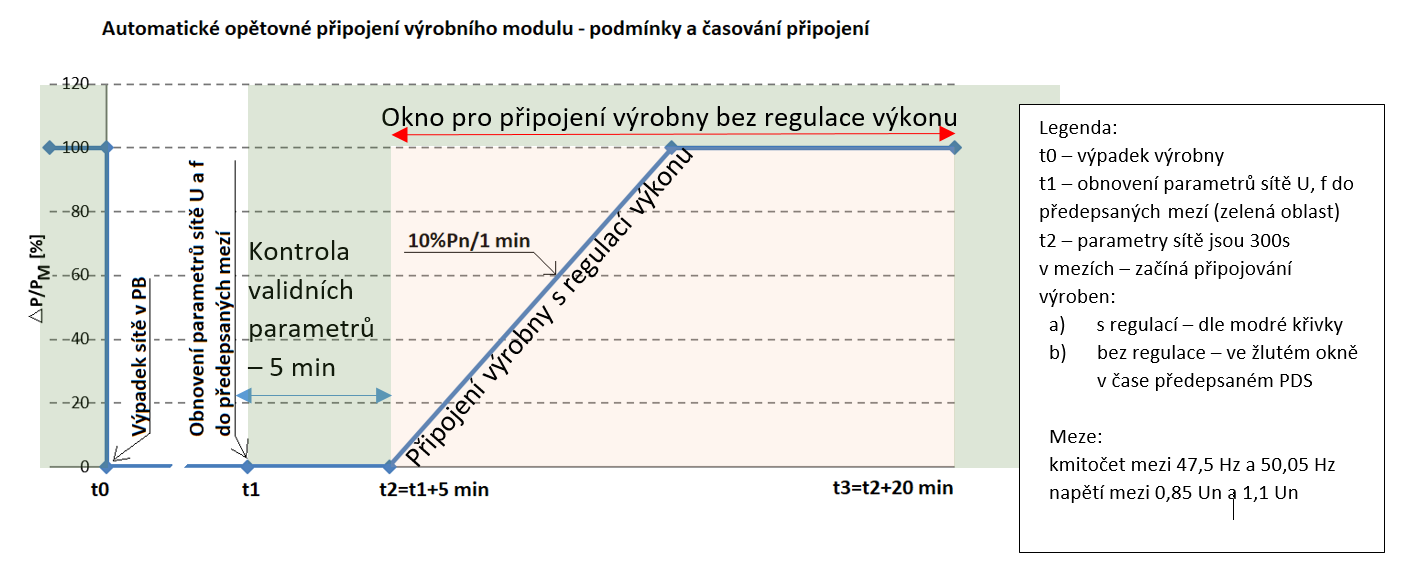 Automatické opětovné připojení výrobního modulu - podmínky a časování připojení
120
100
80
60
40
20
0
△P/PM [%]
Okno pro připojení výrobny bez regulace výkonu
Výpadek sítě v PB
Obnovení parametrů sítě U a f
do předepsaných mezí
Kontrola
validních
parametrů
– 5 min
10%Pn/1 min
Připojení výrobny s regulací výkonu
t0
t1
t2=t1+5 min
t3=t2+20 min
Legenda:
t0 – výpadek výrobny
t1 – obnovení parametrů sítě U, f do
předepsaných mezí (zelená oblast)
t2 – parametry sítě jsou 300s
v mezích – začíná připojování
výroben:
a) s regulací – dle modré křivky
b) bez regulace – ve žlutém okně
v čase předepsaném PDS
Meze:
kmitočet mezi 47,5 Hz a 50,05 Hz
napětí mezi 0,85 Un a 1,1 Un